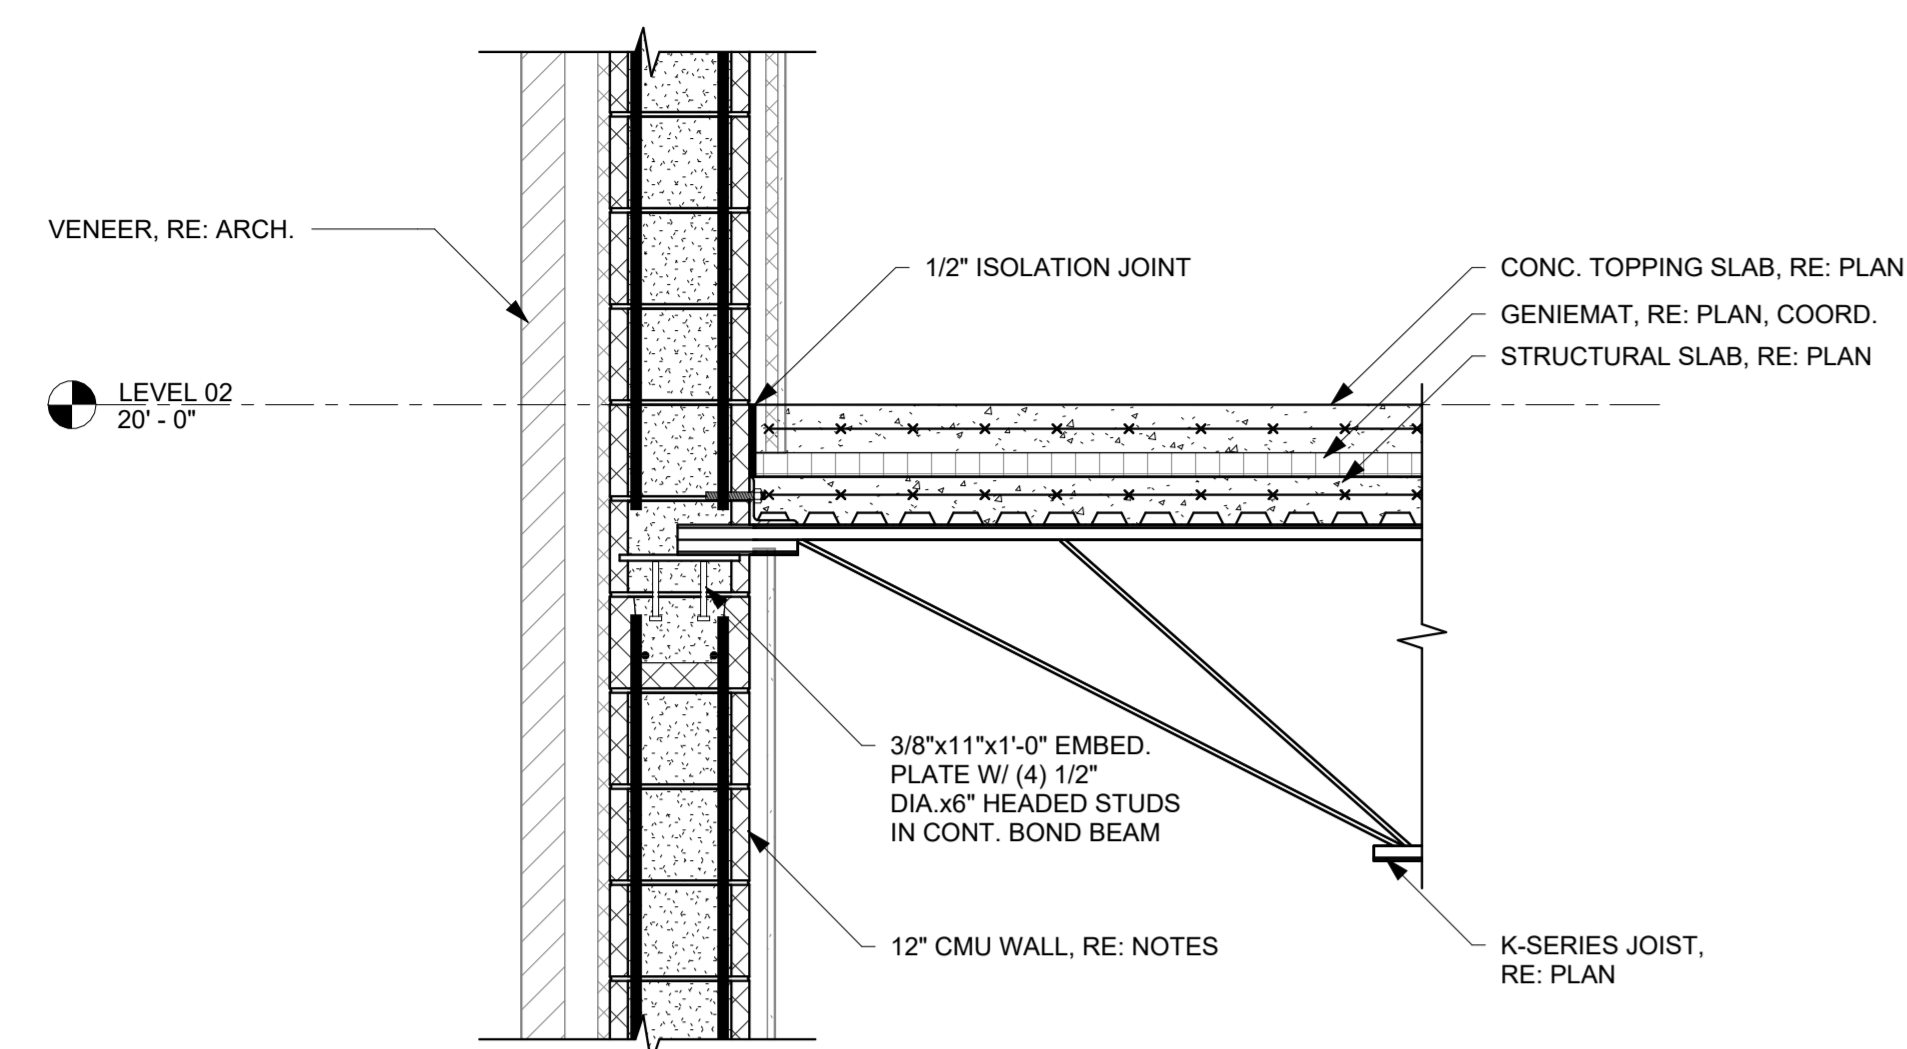 VENEER, RE: ARCH.
1/2" ISOLATION JOINT
CONC. TOPPING SLAB, RE: PLAN
GENIEMAT, RE: PLAN, COORD.
STRUCTURAL SLAB, RE: PLAN
LEVEL 02
20' - 0"
3/8"x11"x1'-0" EMBED.
PLATE W/ (4) 1/2"
DIA.x6" HEADED STUDS
IN CONT. BOND BEAM
12" CMU WALL, RE: NOTES
K-SERIES JOIST,
RE: PLAN